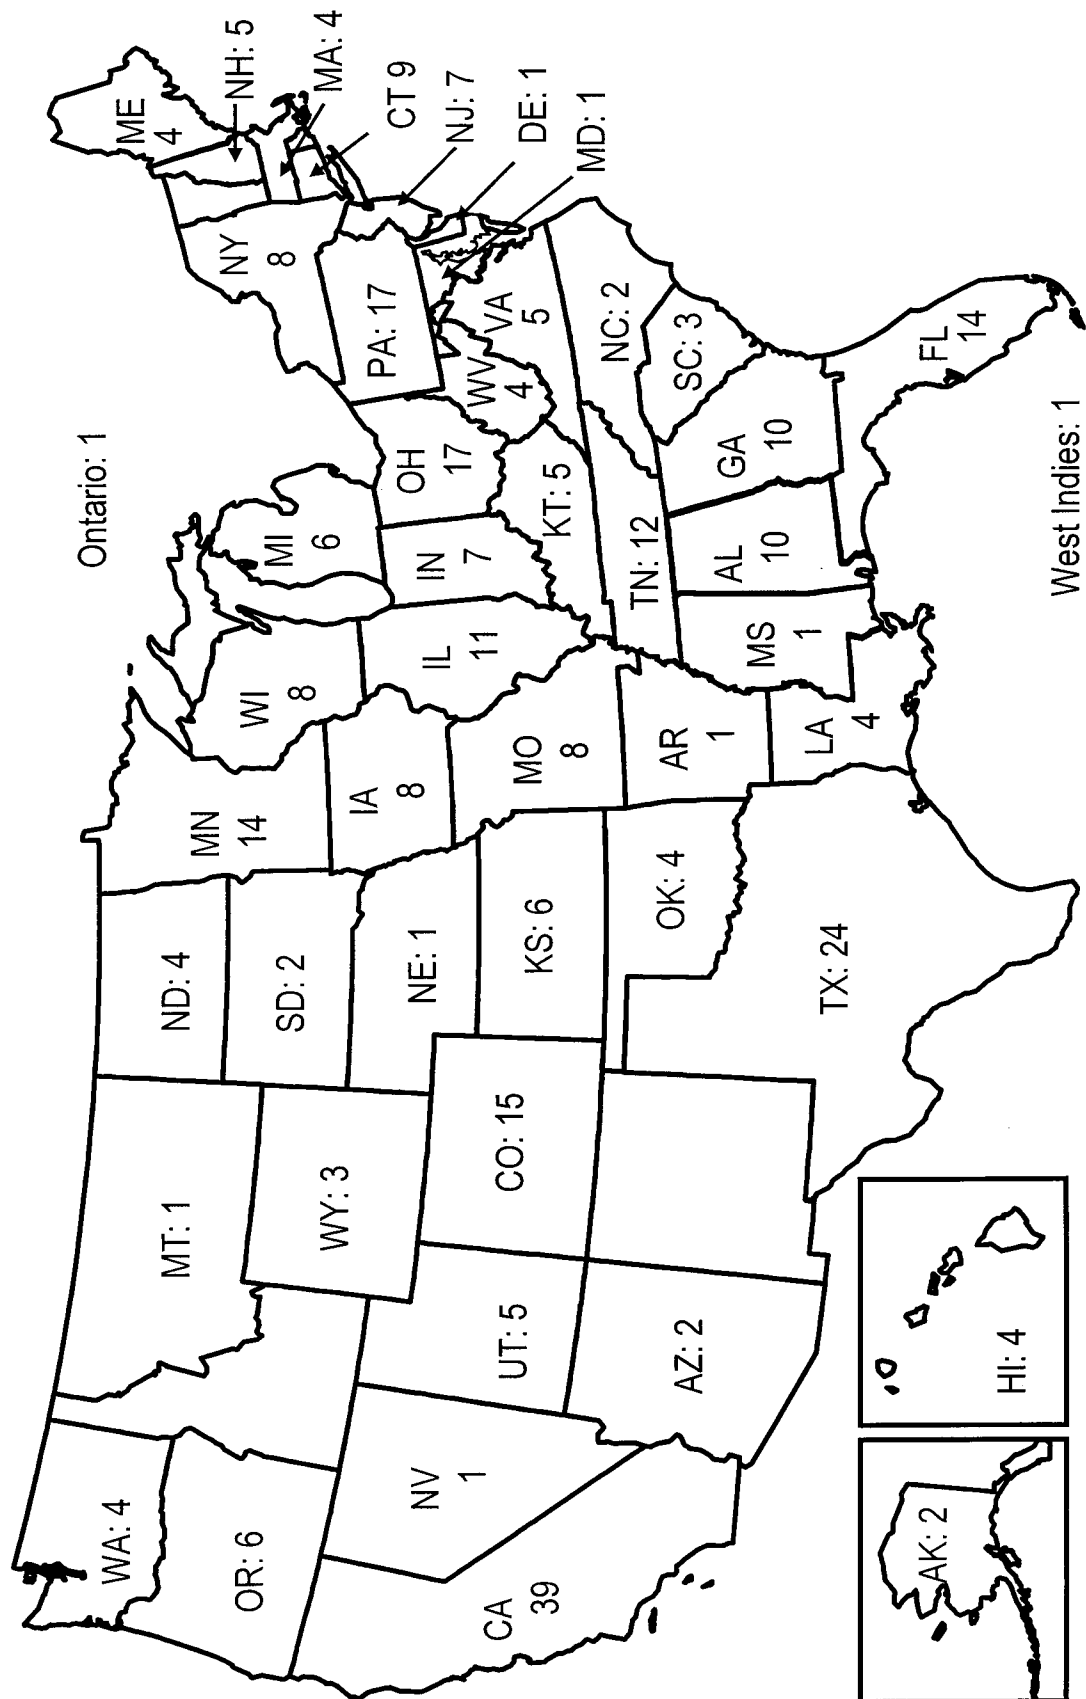 Ontario: 1
WA: 4
OR: 6
CA
39
NV
1
MT: 1
WY: 3
UT: 5
AZ: 2
CO: 15
ND: 4
SD: 2
NE: 1
KS: 6
OK: 4
TX: 24
MN
14
IA
8
MO
8
AR
1
LA
4
WI
8
IL
11
MS
1
MI
6
IN
7
OH
17
KT: 5
TN: 12
AL
10
GA
10
FL
14
SC: 3
NC: 2
VA
5
WV
4
PA: 17
NY
8
ME
4
NH: 5
MA: 4
CT 9
NJ: 7
DE: 1
MD: 1
AK: 2
HI: 4
West Indies: 1